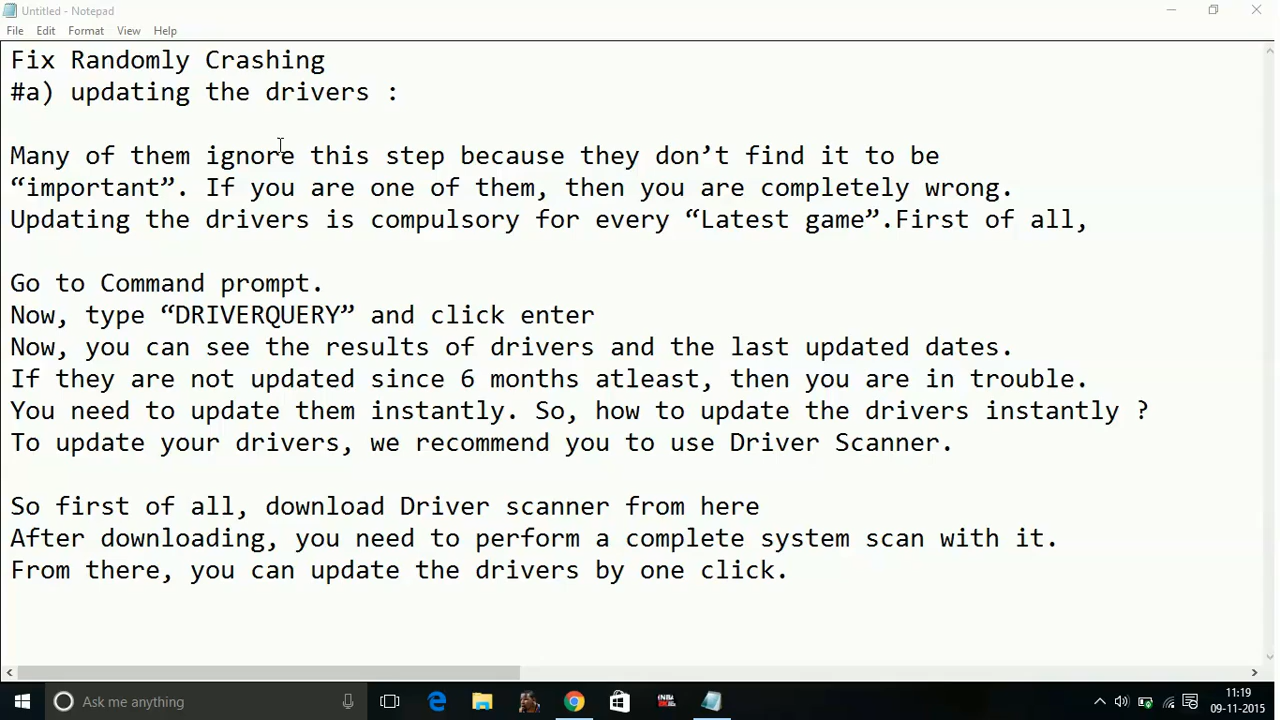 Untitled - Notepad
File Edit Format View Help
Fix Randomly Crashing
#a) updating the drivers :
Many of them ignore this step because they don’t find it to be
“important”. If you are one of them, then you are completely wrong.
Updating the drivers is compulsory for every “Latest game”.First of all,
Go to Command prompt.
Now, type “DRIVERQUERY” and click enter
Now, you can see the results of drivers and the last updated dates.
If they are not updated since 6 months atleast, then you are in trouble.
You need to update them instantly. So, how to update the drivers instantly ?
To update your drivers, we recommend you to use Driver Scanner.
So first of all, download Driver scanner from here
After downloading, you need to perform a complete system scan with it.
From there, you can update the drivers by one click.
Ask me anything
11:19
09-11-2015